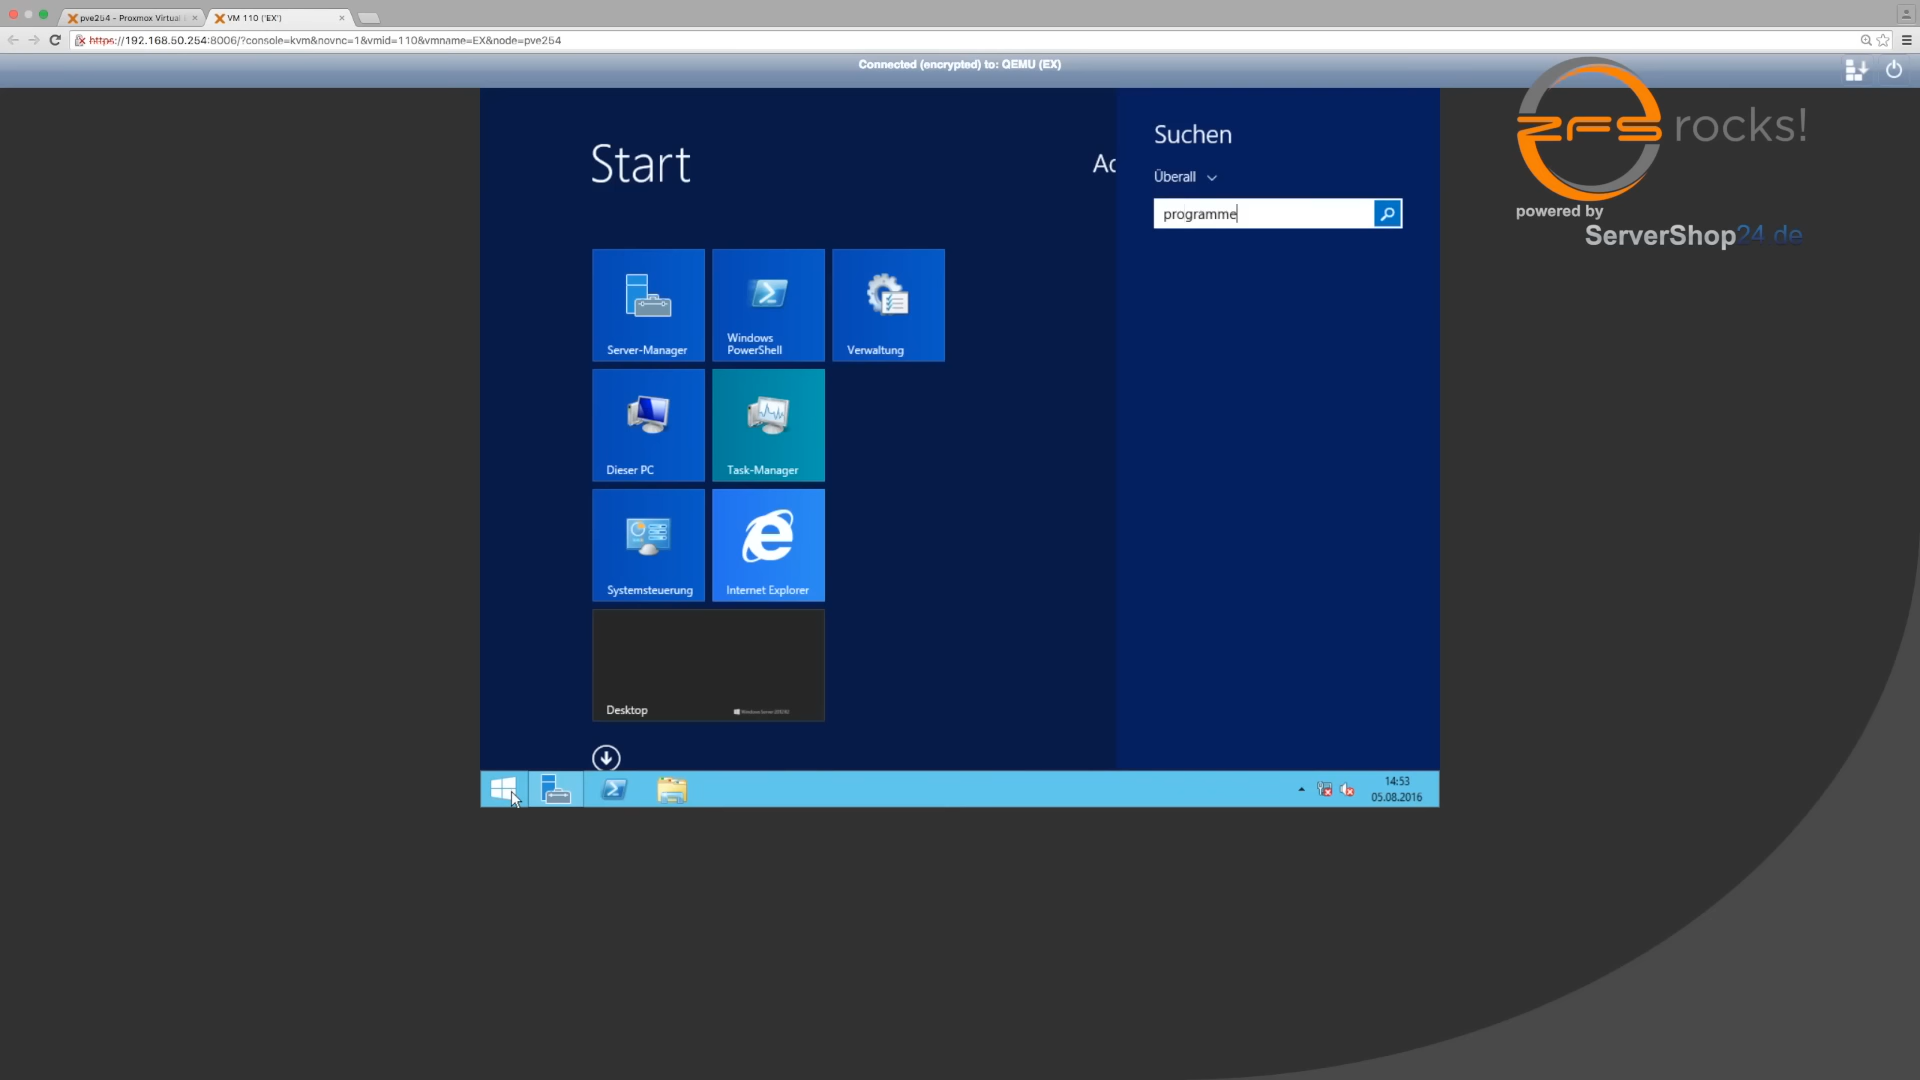 pve254 - Proxmox Virtual
VM 110 ('EX')
https://192.168.50.254:8006/?console=kvm&novnc=1&vmid=110&vmname=EX&node=pve254
Connected (encrypted) to: QEMU (EX)
ZFS rocks!
powered by
ServerShop24.de
Start
Ac
Suchen
Überall
programme
Server-Manager
Windows
PowerShell
Verwaltung
Dieser PC
Task-Manager
Systemsteuerung
Internet Explorer
Desktop
14:53
05.08.2016